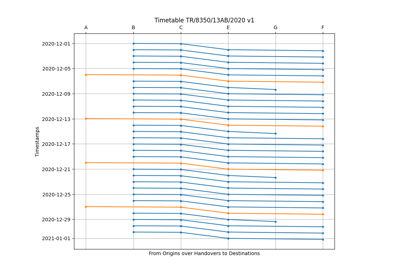 Timetable TR/8350/13AB/2020 v1
A B C E G F
2020-12-01
2020-12-05
2020-12-09
2020-12-13
2020-12-17
2020-12-21
2020-12-25
2020-12-29
2021-01-01
Timestamps
From Origins over Handovers to Destinations